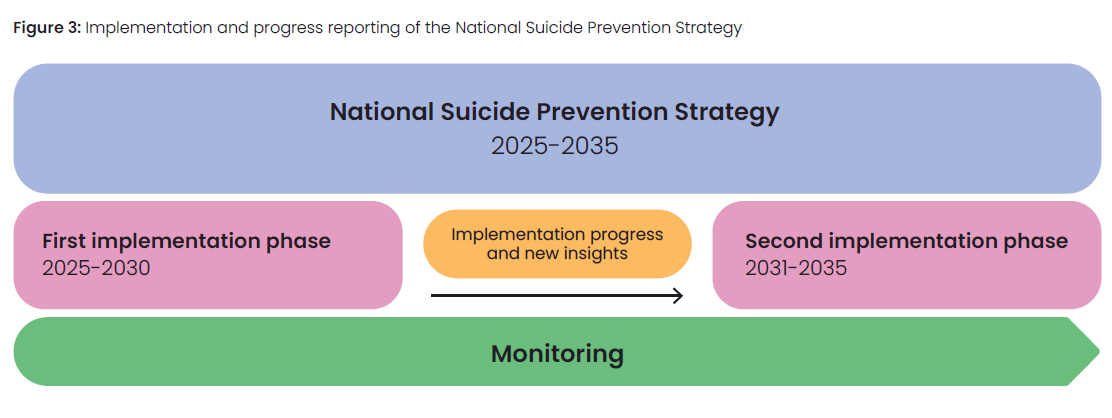 Figure 3: Implementation and progress reporting of the National Suicide Prevention Strategy
National Suicide Prevention Strategy
2025-2035
First implementation phase
2025-2030
Implementation progress
and new insights
Second implementation phase
2031-2035
Monitoring